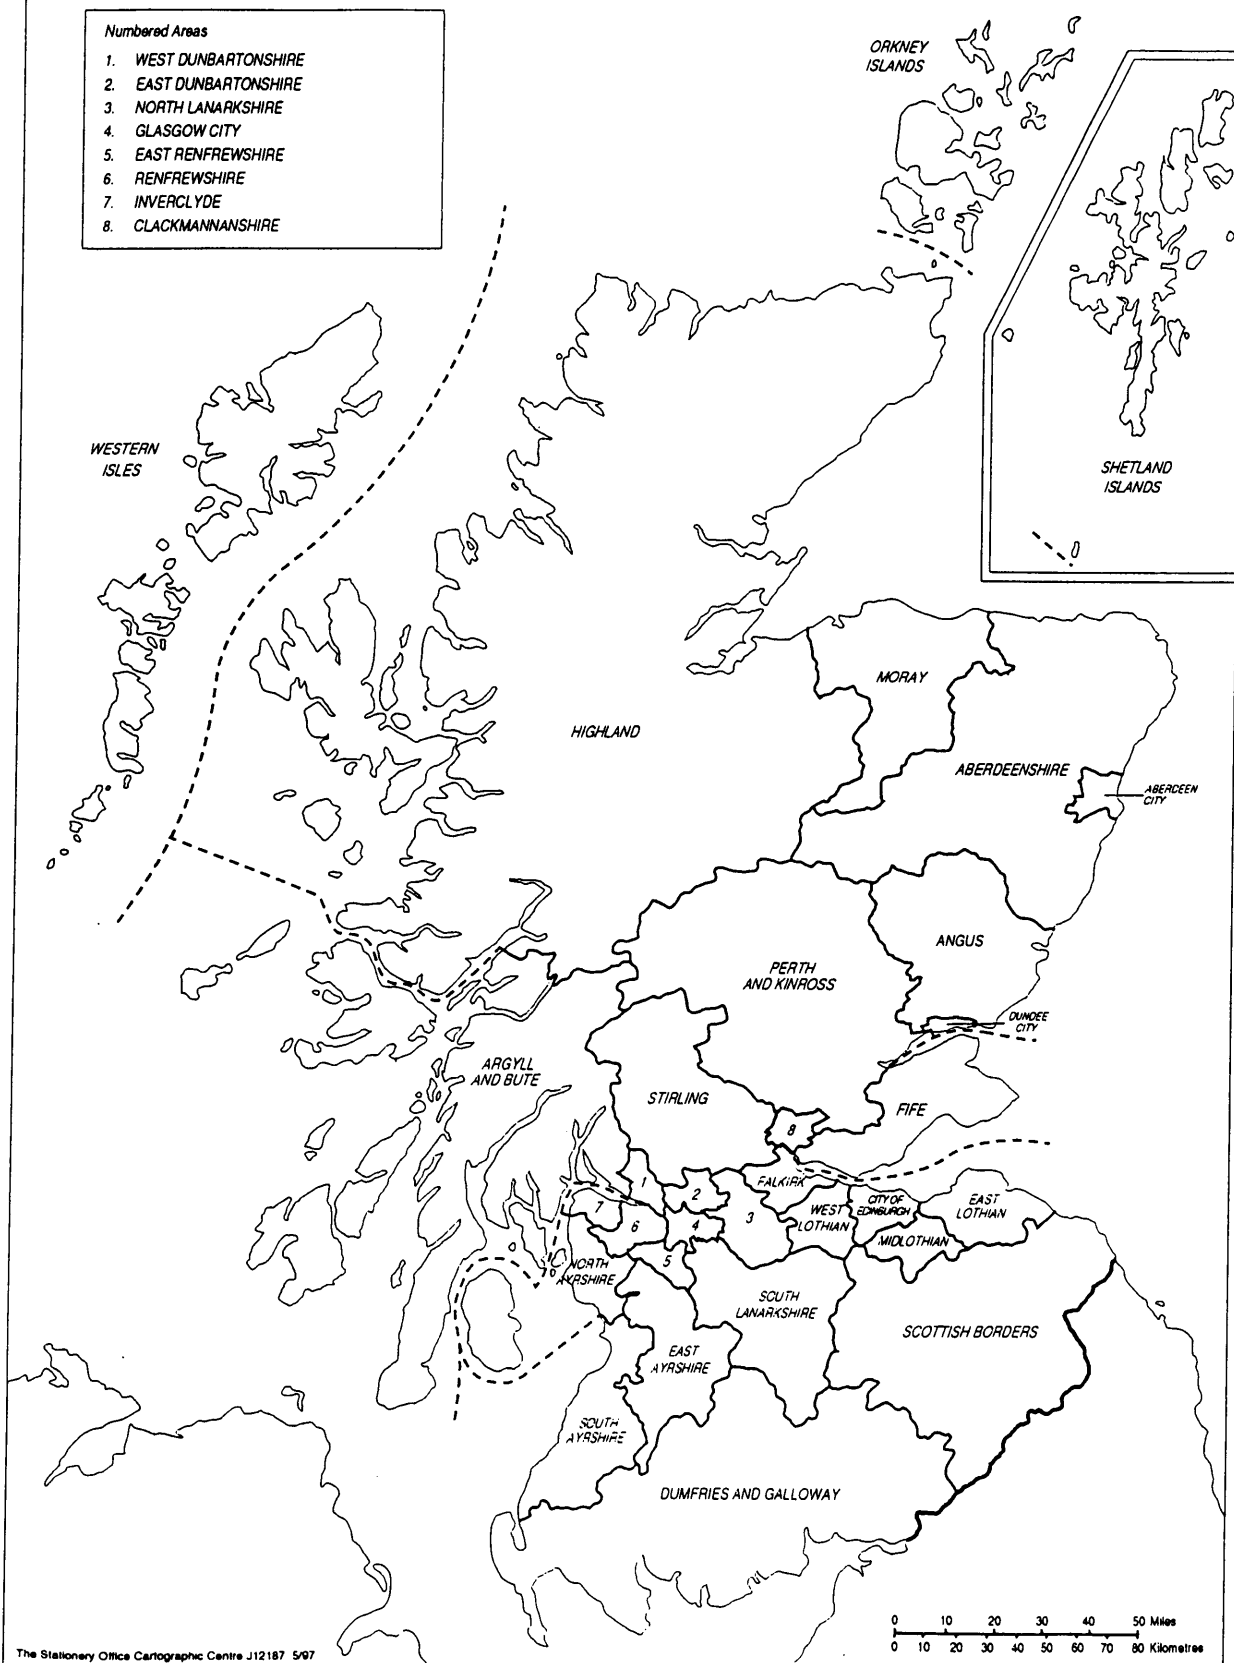 Numbered Areas
1. WEST DUNBARTONSHIRE
2. EAST DUNBARTONSHIRE
3. NORTH LANARKSHIRE
4. GLASGOW CITY
5. EAST RENFREWSHIRE
6. RENFREWSHIRE
7. INVERCLYDE
8. CLACKMANNANSHIRE
ORKNEY
ISLANDS
WESTERN
ISLES
SHETLAND
ISLANDS
MORAY
HIGHLAND
ABERDEENSHIRE
ABERDEEN
CITY
ANGUS
PERTH
AND KINROSS
DUNDEE
CITY
ARGYLL
AND BUTE
STIRLING
FIFE
8
FALKIRK
1
2
3
4
5
6
7
WEST
LOTHIAN
CITY OF
EDINBURGH
EAST
LOTHIAN
MIDLOTHIAN
NORTH
AYRSHIRE
SOUTH
LANARKSHIRE
SCOTTISH BORDERS
EAST
AYRSHIRE
SOUTH
AYRSHIRE
DUMFRIES AND GALLOWAY
0 10 20 30 40 50 Miles
0 10 20 30 40 50 60 70 80 Kilometres
The Stationery Office Cartographic Centre J12187 5/97